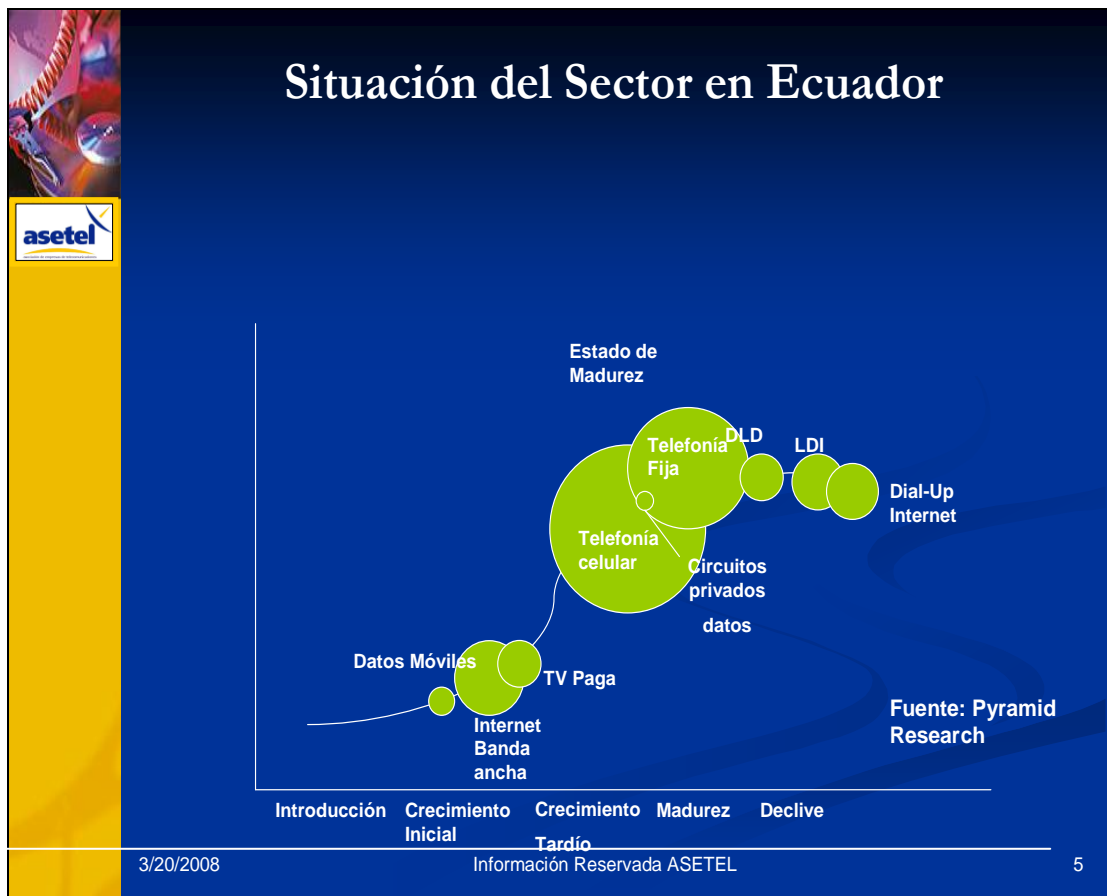 Situación del Sector en Ecuador
asetel
Estado de
Madurez
Telefonía
Fija
DLD
LDI
Dial-Up
Internet
Telefonía
celular
Circuitos
privados
datos
Datos Móviles
TV Paga
Internet
Banda
ancha
Fuente: Pyramid
Research
Introducción
Crecimiento
Inicial
Crecimiento
Tardío
Madurez
Declive
3/20/2008
Información Reservada ASETEL
5